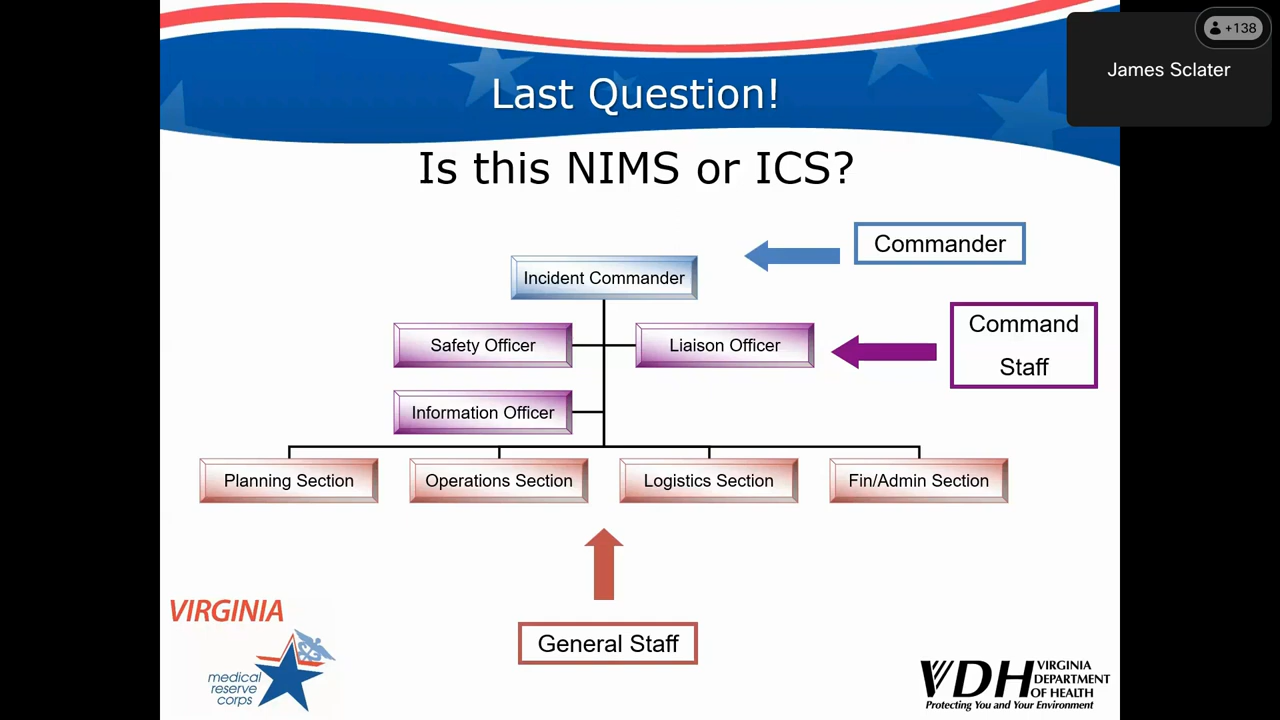 +138
James Sclater
Last Question!
Is this NIMS or ICS?
Commander
Incident Commander
Command
Staff
Safety Officer
Liaison Officer
Information Officer
Planning Section
Operations Section
Logistics Section
Fin/Admin Section
General Staff
VIRGINIA
medical
reserve
corps
VDH
VIRGINIA
DEPARTMENT
OF HEALTH
Protecting You and Your Environment